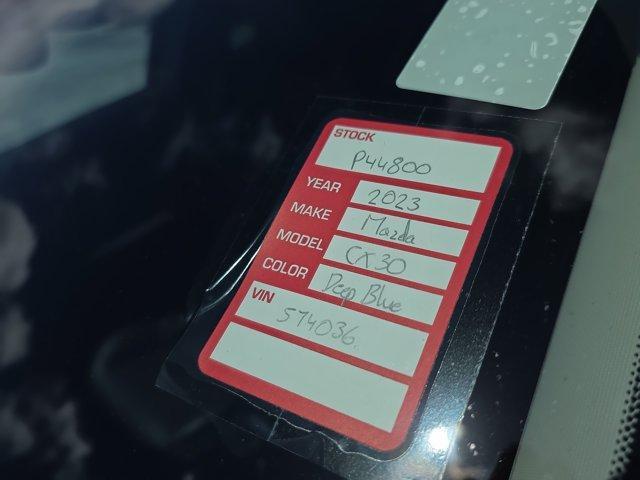 STOCK
P44800
YEAR 2023
MAKE Mazda
MODEL CX30
COLOR Deep Blue
VIN
574036